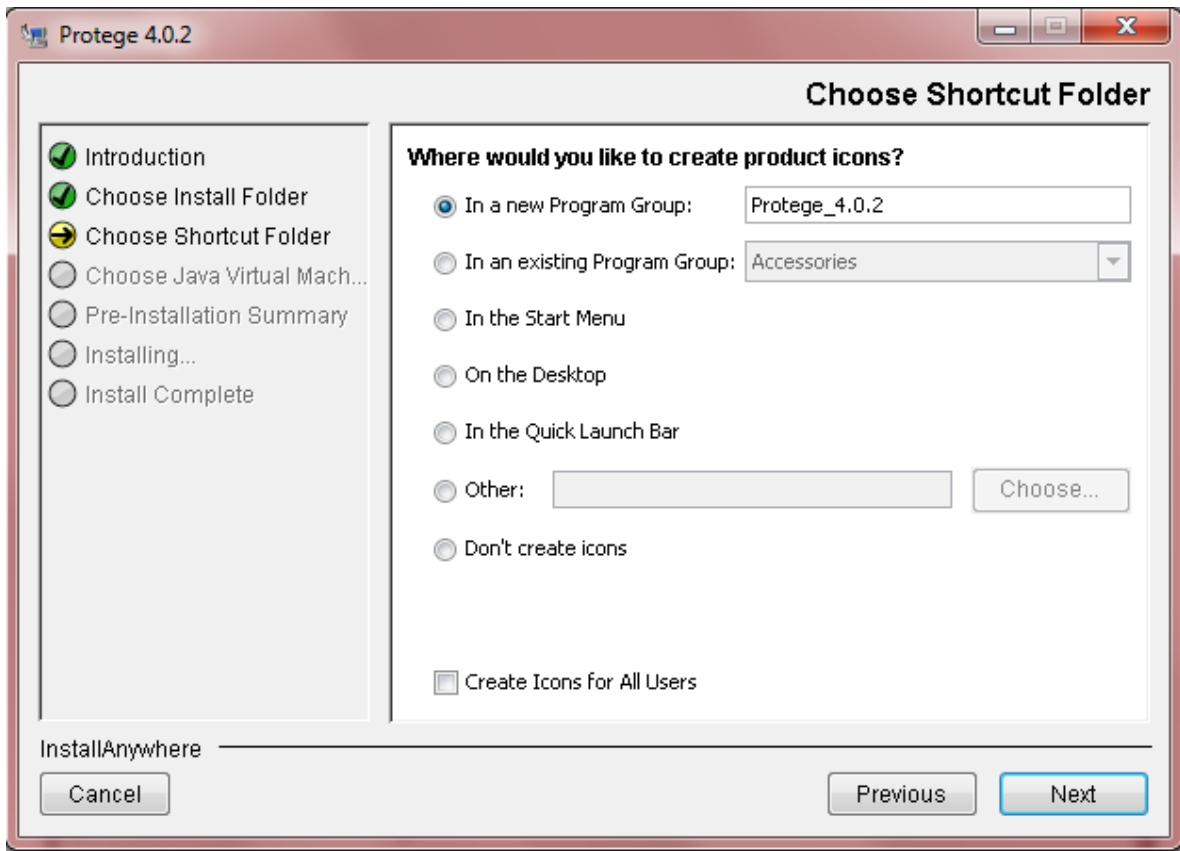 Protege 4.0.2
Choose Shortcut Folder
Introduction
Choose Install Folder
Choose Shortcut Folder
Choose Java Virtual Mach...
Pre-Installation Summary
Installing...
Install Complete
Where would you like to create product icons?
In a new Program Group: Protege_4.0.2
In an existing Program Group: Accessories
In the Start Menu
On the Desktop
In the Quick Launch Bar
Other: Choose...
Don't create icons
Create Icons for All Users
InstallAnywhere
Cancel Previous Next